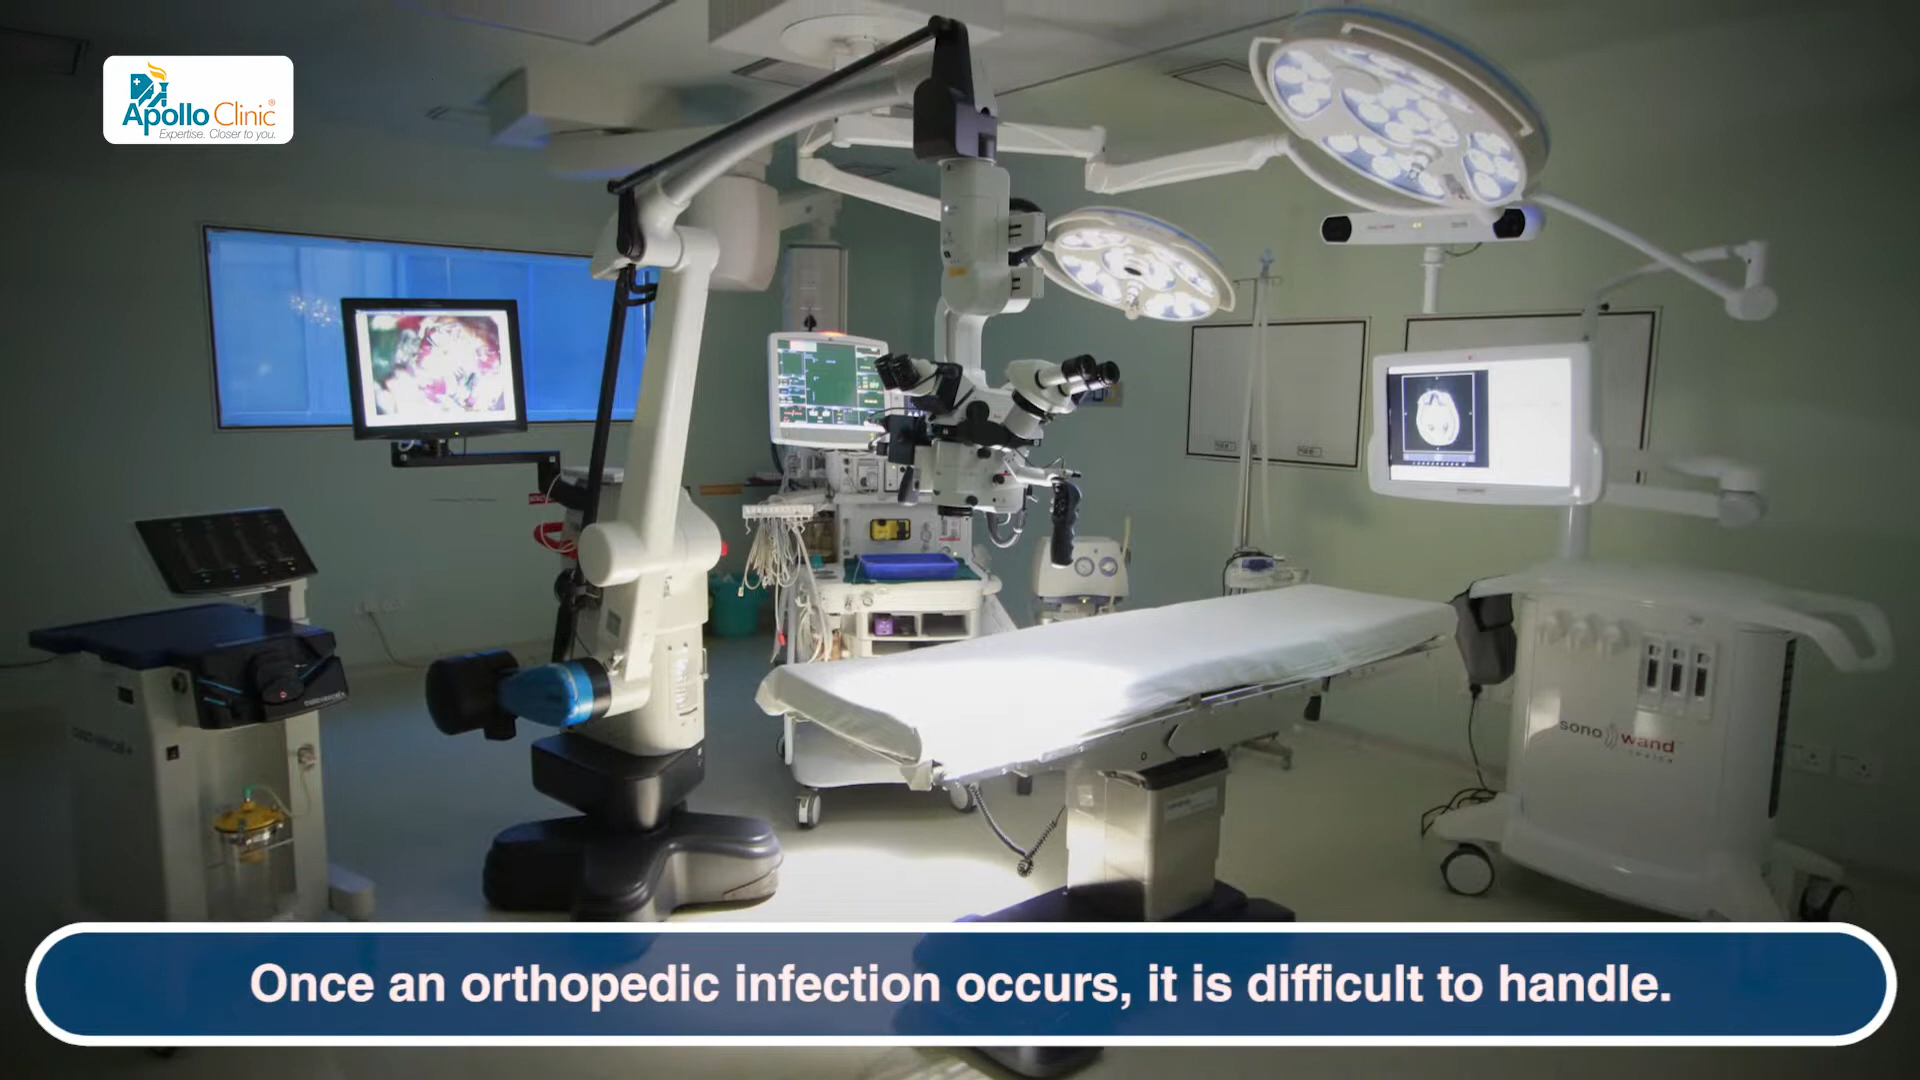 Apollo Clinic®
Expertise. Closer to you.
sono wand
Once an orthopedic infection occurs, it is difficult to handle.